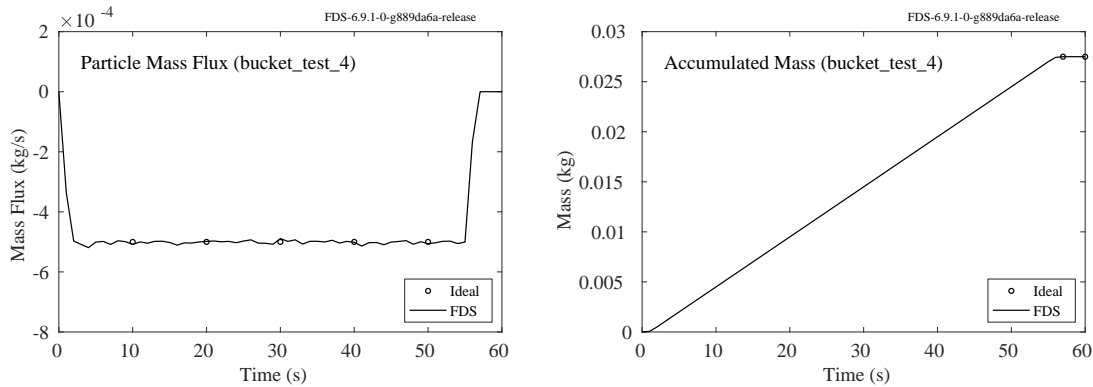 ×10 -4
FDS-6.9.1-0-g889da6a-release
2
Particle Mass Flux (bucket_test_4)
0
-2
-4
-6
-8
Mass Flux (kg/s)
Ideal
FDS
0 10 20 30 40 50 60
Time (s)
FDS-6.9.1-0-g889da6a-release
0.03
Accumulated Mass (bucket_test_4)
0.025
0.02
0.015
0.01
0.005
0
Mass (kg)
Ideal
FDS
0 10 20 30 40 50 60
Time (s)